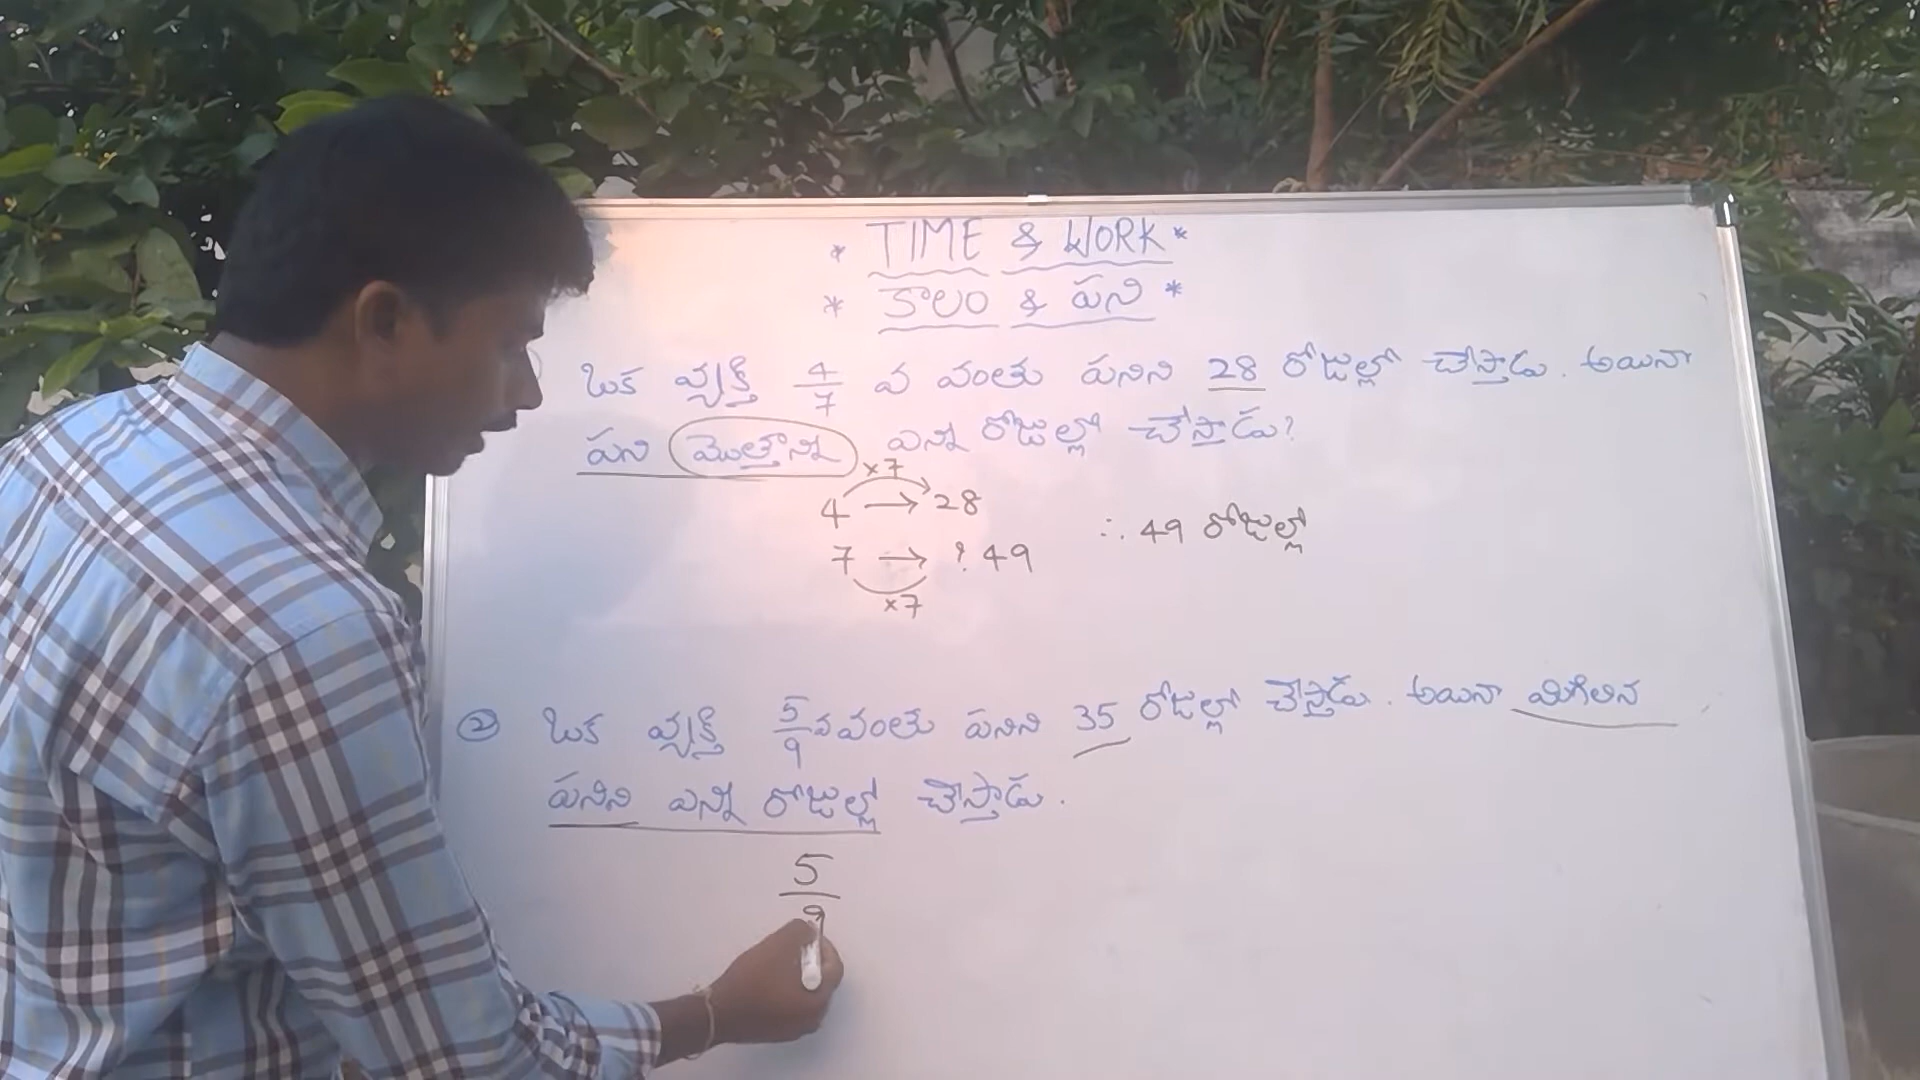 * TIME & WORK *
* కాలం & పని *
ఒక వ్యక్తి 4/7 వ వంతు పనిని 28 రోజుల్లో చేస్తాడు. అయినా
పని మొత్తాన్ని ఎన్ని రోజుల్లో చేస్తాడు?
×7
4 → 28
7 → ? 49
×7
∴ 49 రోజుల్లో
② ఒక వ్యక్తి 5/9 వ వంతు పనిని 35 రోజుల్లో చేస్తాడు. అయినా మిగిలిన
పనిని ఎన్ని రోజుల్లో చేస్తాడు.
5/9